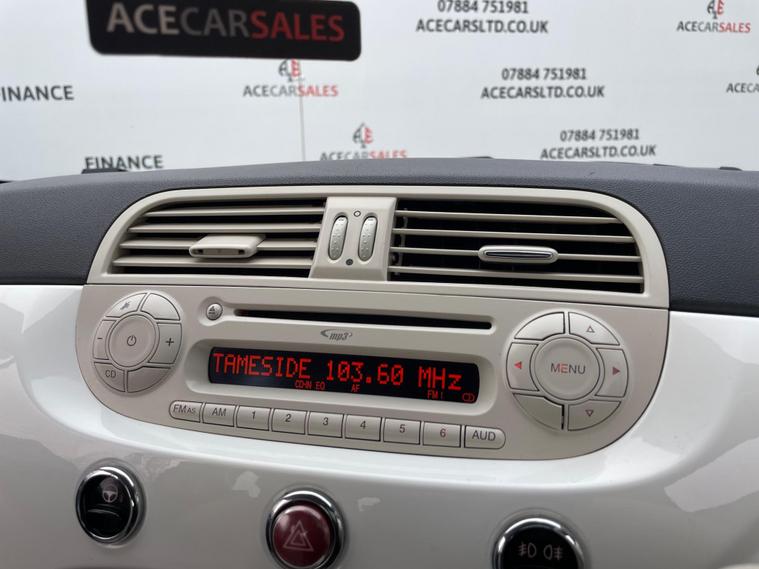 ACECARSALES
07884 751981
ACECARSLTD.CO.UK
ACECARSALES
FINANCE
ACECARSALES
07884 751981
ACECARSLTD.CO.UK
FINANCE
ACECARSALES
07884 751981
ACECARSLTD.CO.UK
mp3
TAMESIDE 103.60 MHz
AF
FM1
CD
- +
CD
MENU
FM AS AM 1 2 3 4 5 6 AUD